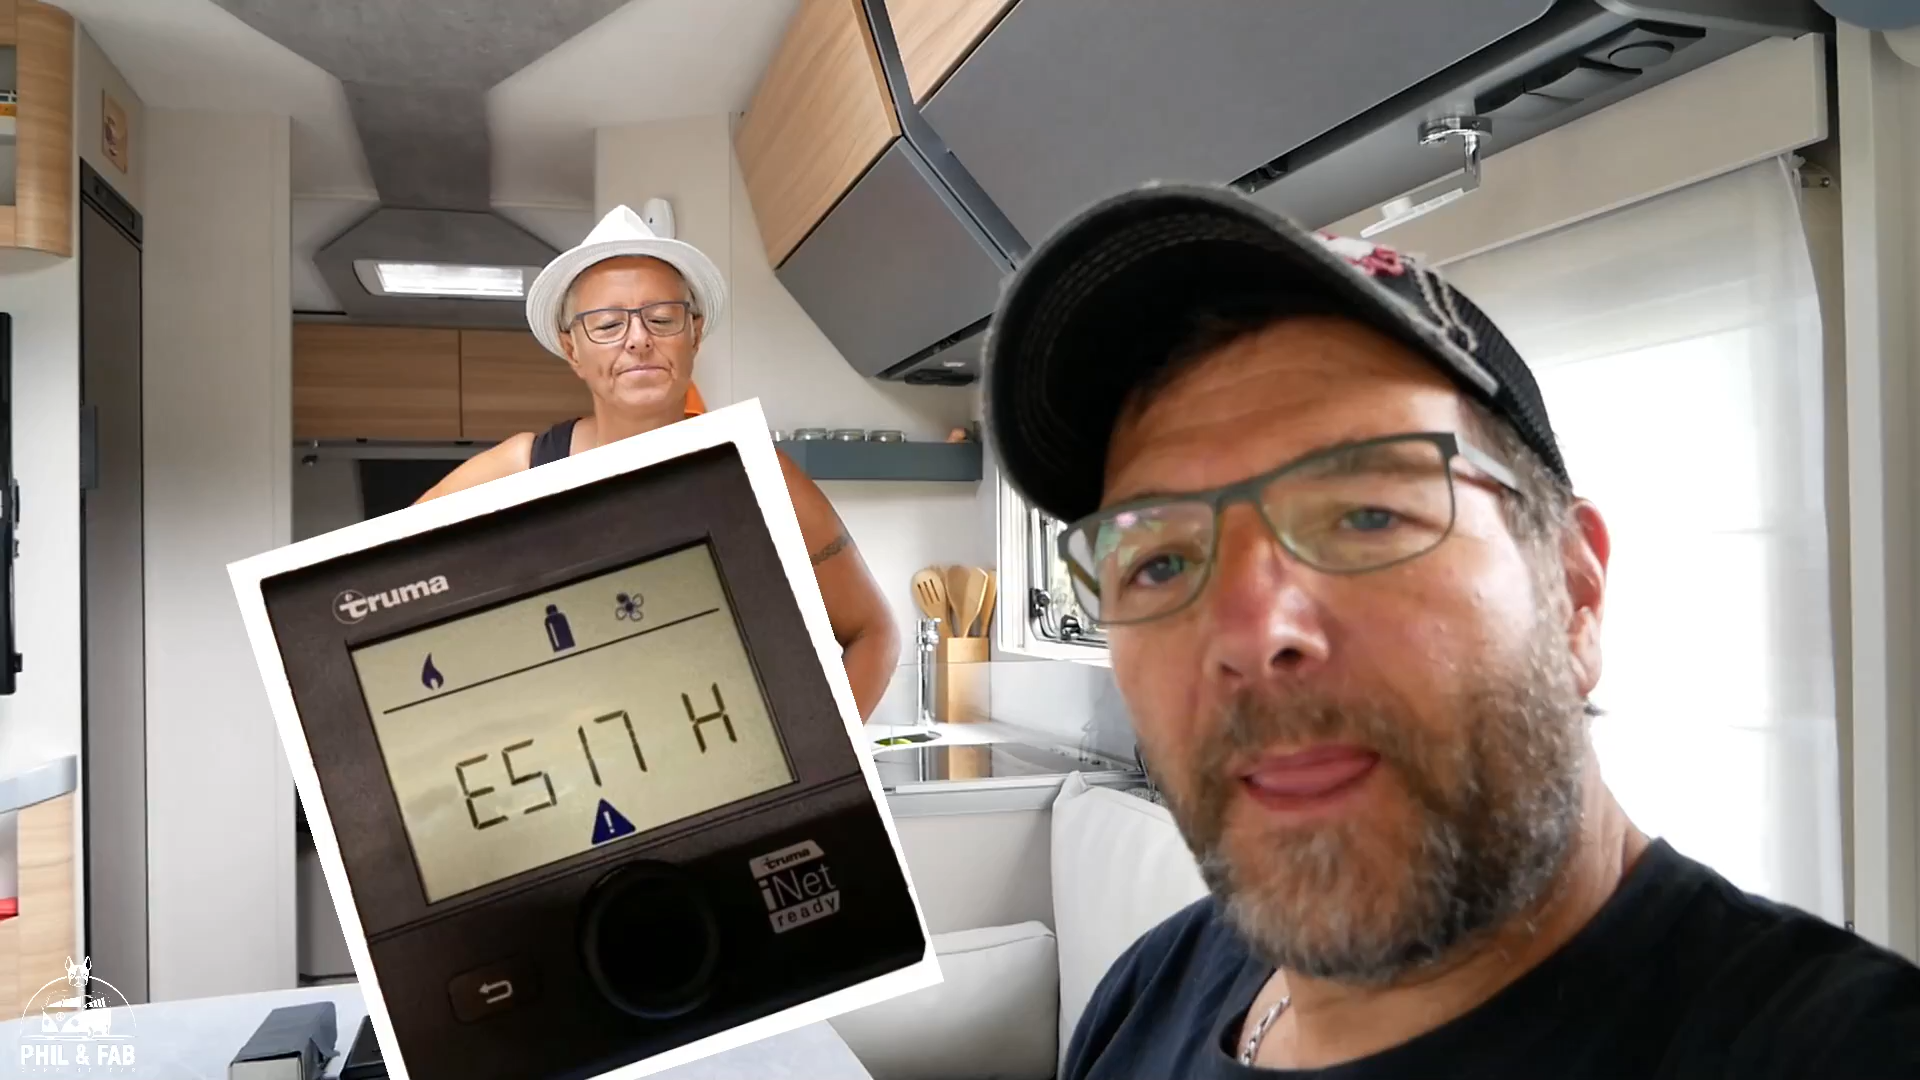 truma
E517 H
truma
iNet
ready
PHIL & FAB